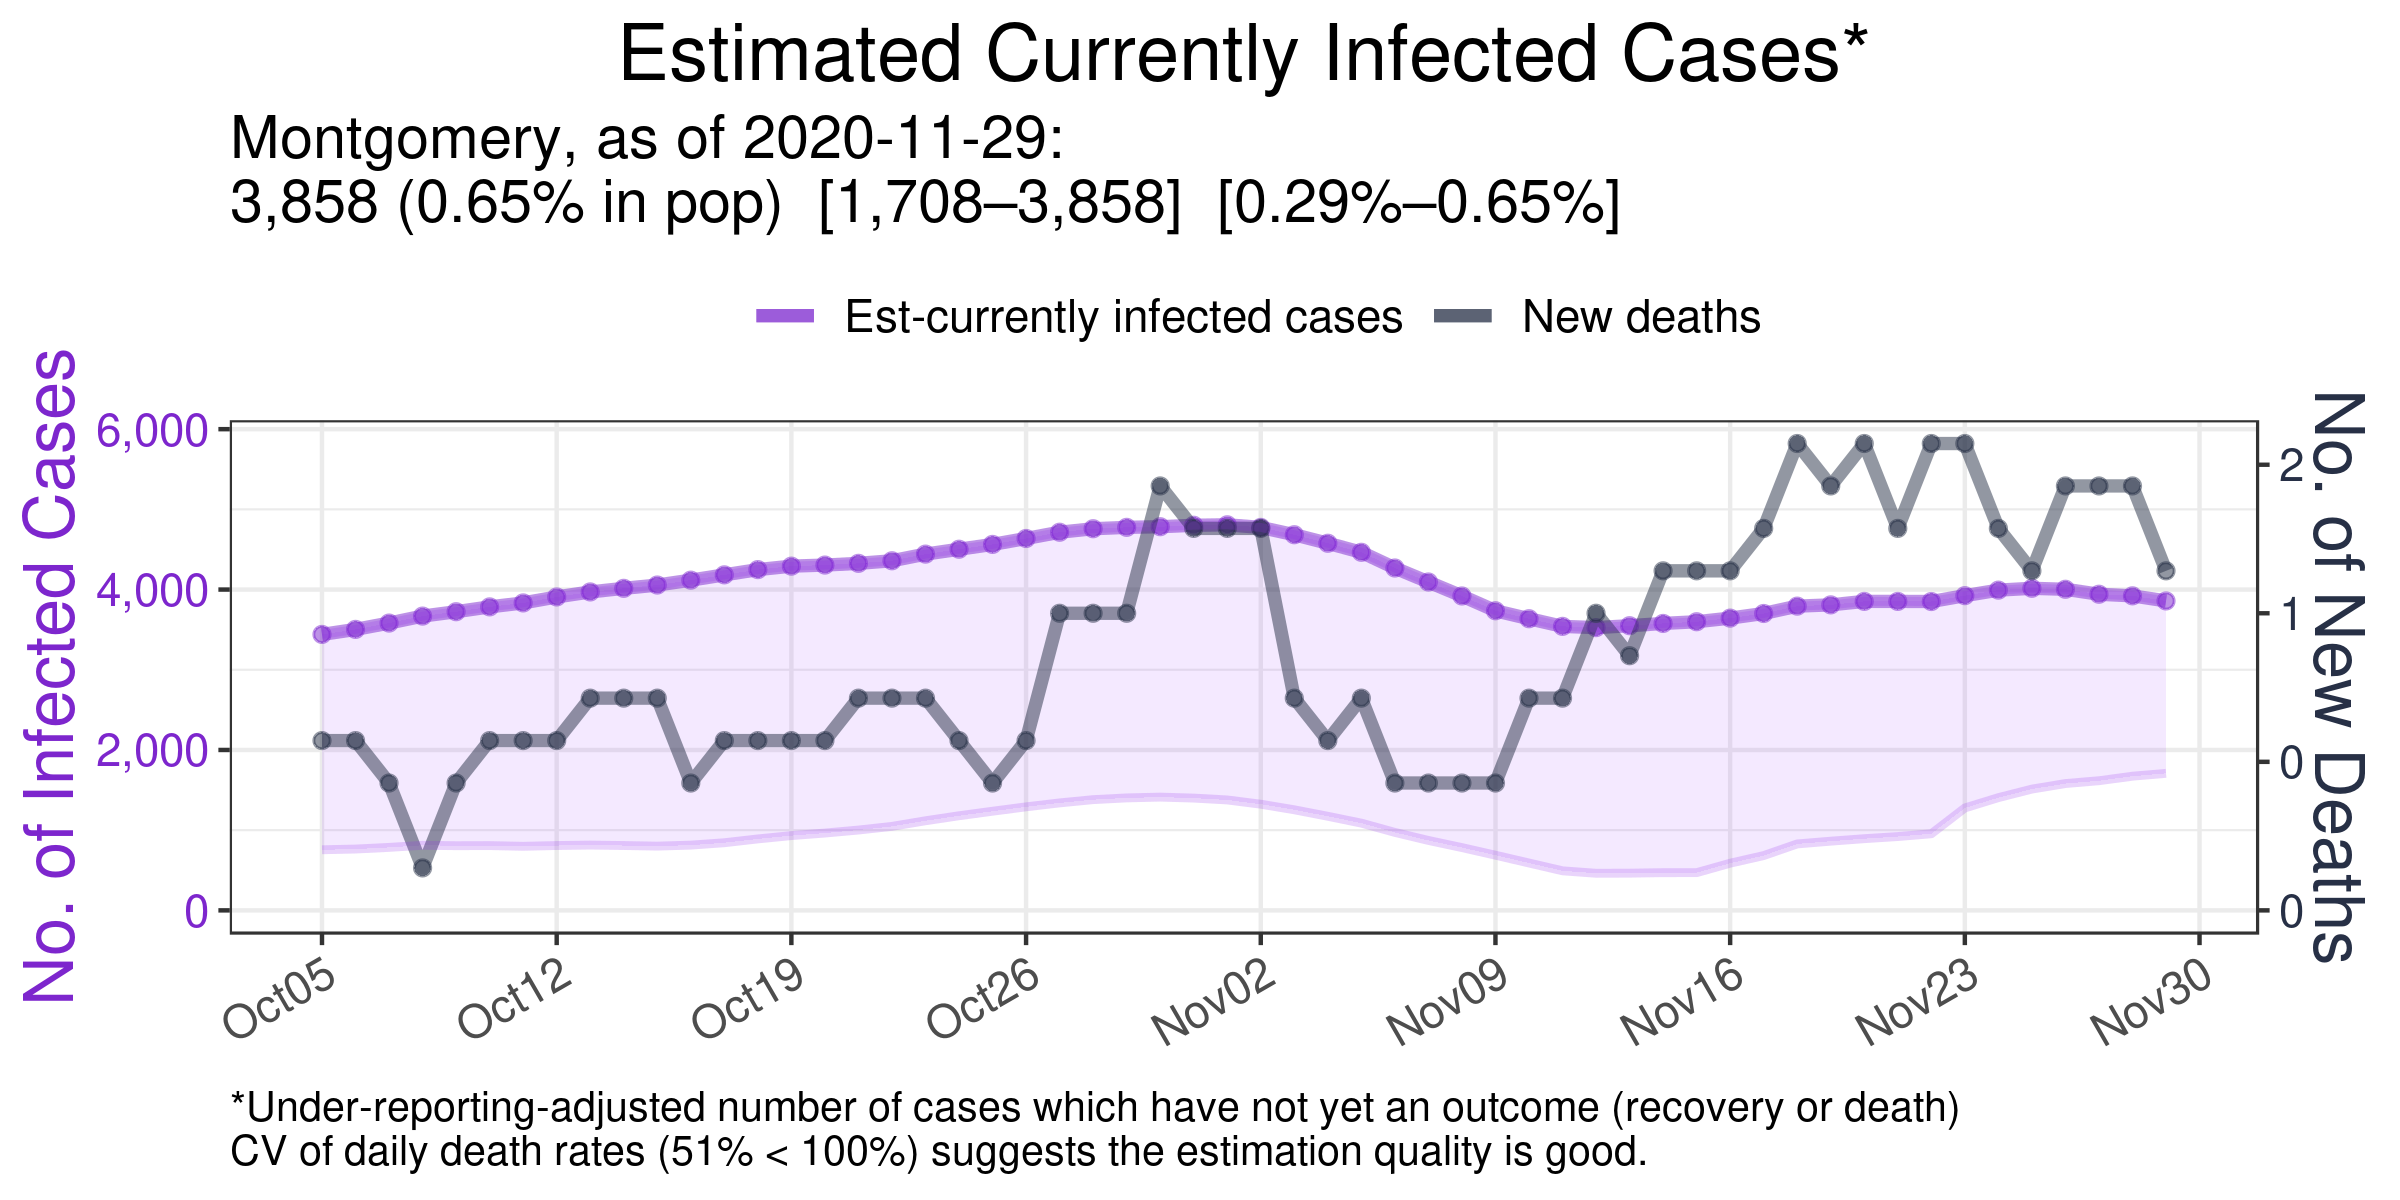 Estimated Currently Infected Cases*
Montgomery, as of 2020-11-29:
3,858 (0.65% in pop)  [1,708–3,858]  [0.29%–0.65%]
Est-currently infected cases
New deaths
No. of Infected Cases
6,000
4,000
2,000
0
No. of New Deaths
2
1
0
0
Oct05
Oct12
Oct19
Oct26
Nov02
Nov09
Nov16
Nov23
Nov30
*Under-reporting-adjusted number of cases which have not yet an outcome (recovery or death)
CV of daily death rates (51% < 100%) suggests the estimation quality is good.